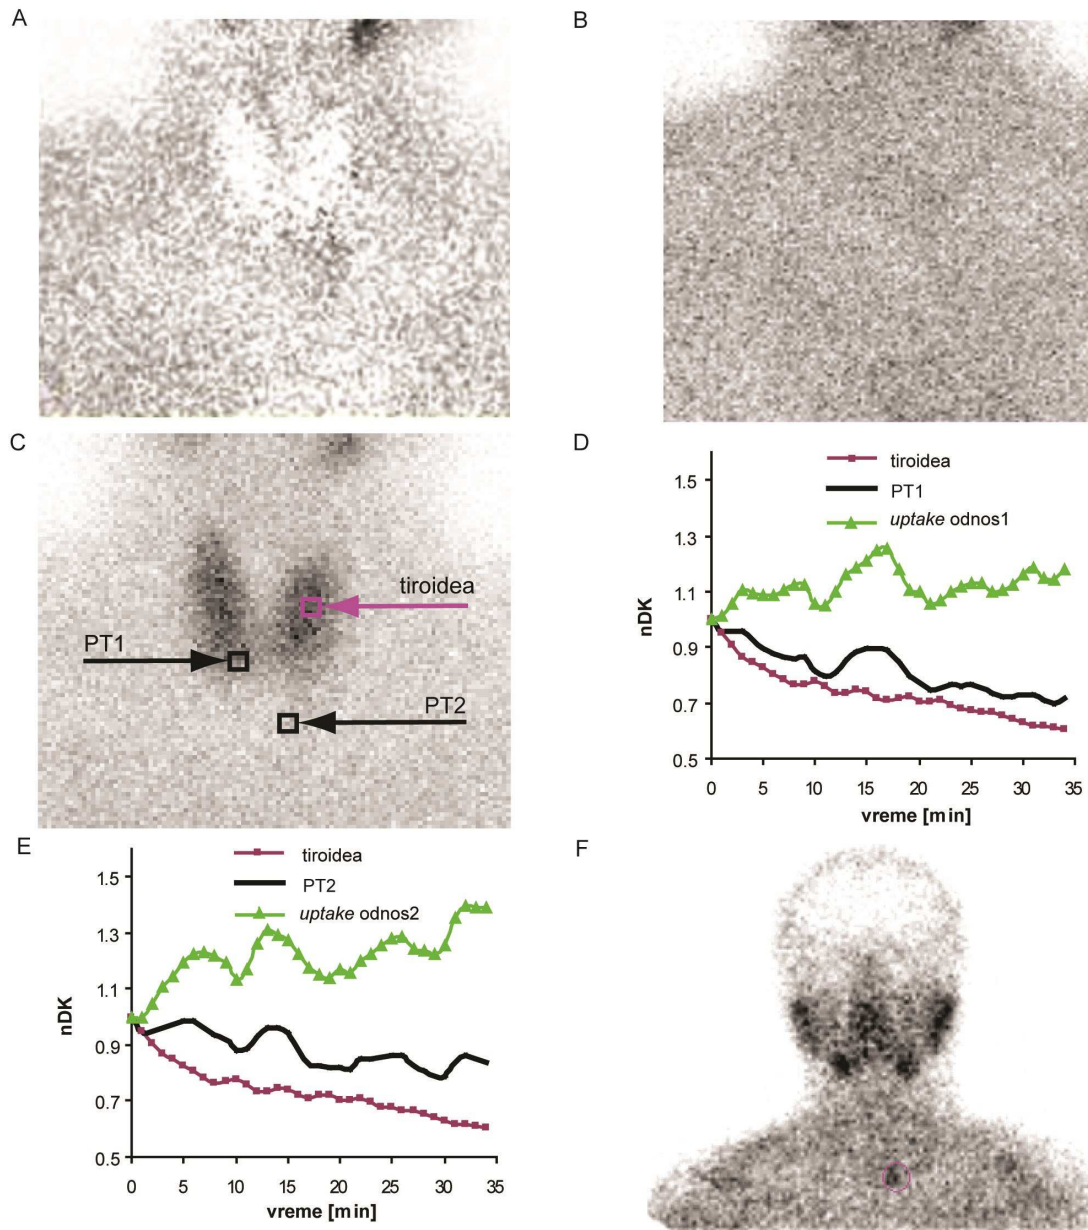 A
B
C
tiroidea
PT1
PT2
D
tiroidea
PT1
uptake odnos1
nDK
1.5
1.3
1.1
0.9
0.7
0.5
0 5 10 15 20 25 30 35
vreme [min]
E
tiroidea
PT2
uptake odnos2
nDK
1.5
1.3
1.1
0.9
0.7
0.5
0 5 10 15 20 25 30 35
vreme [min]
F